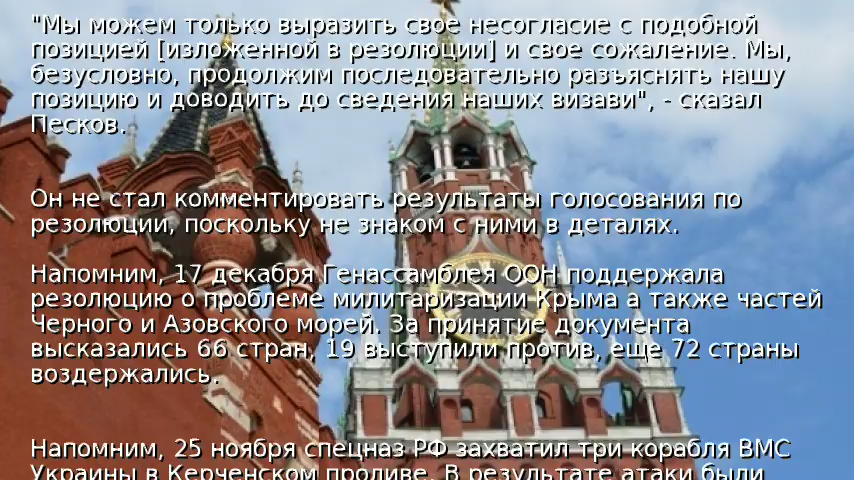 "Мы можем только выразить свое несогласие с подобной
позицией [изложенной в резолюции] и свое сожаление. Мы,
безусловно, продолжим последовательно разъяснять нашу
позицию и доводить до сведения наших визави", - сказал
Песков.
Он не стал комментировать результаты голосования по
резолюции, поскольку не знаком с ними в деталях.
Напомним, 17 декабря Генассамблея ООН поддержала
резолюцию о проблеме милитаризации Крыма а также частей
Черного и Азовского морей. За принятие документа
высказались 66 стран, 19 выступили против, еще 72 страны
воздержались.
Напомним, 25 ноября спецназ РФ захватил три корабля ВМС
Украины в Керченском проливе. В результате атаки были